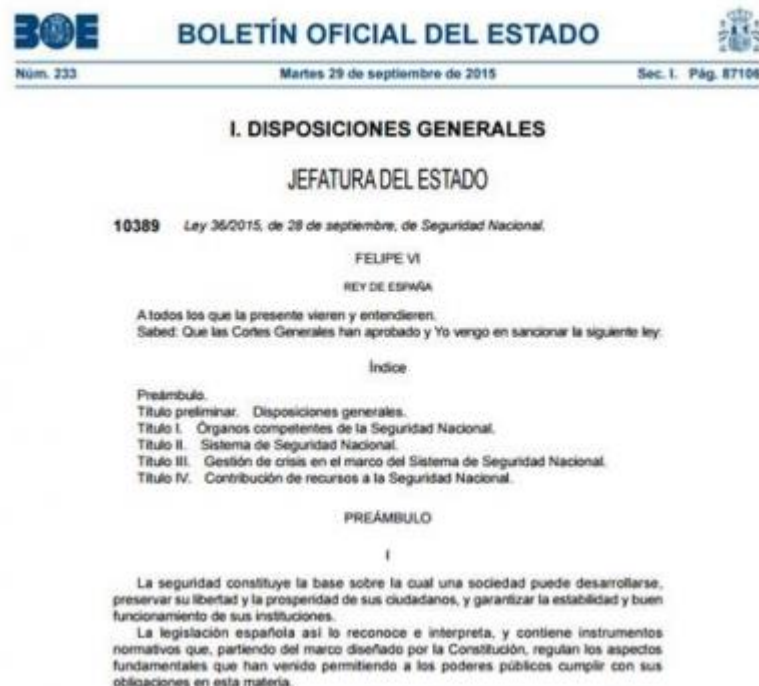 BOE
BOLETÍN OFICIAL DEL ESTADO
Núm. 233
Martes 29 de septiembre de 2015
Sec. I. Pág. 87106
I. DISPOSICIONES GENERALES
JEFATURA DEL ESTADO
10389 Ley 36/2015, de 28 de septiembre, de Seguridad Nacional.
FELIPE VI
REY DE ESPAÑA
A todos los que la presente vieren y entendieren.
Sabed: Que las Cortes Generales han aprobado y Yo vengo en sancionar la siguiente ley:
Índice
Preámbulo.
Título preliminar. Disposiciones generales.
Título I. Órganos competentes de la Seguridad Nacional.
Título II. Sistema de Seguridad Nacional.
Título III. Gestión de crisis en el marco del Sistema de Seguridad Nacional.
Título IV. Contribución de recursos a la Seguridad Nacional.
PREÁMBULO
I
La seguridad constituye la base sobre la cual una sociedad puede desarrollarse,
preservar su libertad y la prosperidad de sus ciudadanos, y garantizar la estabilidad y buen
funcionamiento de sus instituciones.
La legislación española así lo reconoce e interpreta, y contiene instrumentos
normativos que, partiendo del marco diseñado por la Constitución, regulan los aspectos
fundamentales que han venido permitiendo a los poderes públicos cumplir con sus
obligaciones en esta materia.